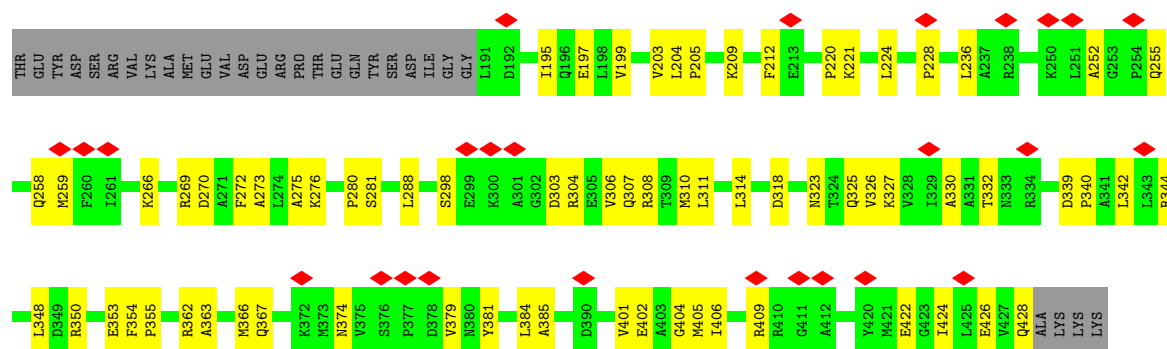 THR GLU TYR ASP SER ARG VAL LYS ALA MET GLU VAL ASP GLU ARG PRO THR GLU GLN TYR SER ASP ILE GLY GLY L191 D192 I195 Q196 E197 L198 V199 V203 L204 P205 K209 F212 E213 P220 K221 L224 P228 L236 A237 R238 K250 L251 A252 G253 P254 Q255
Q258 M259 F260 I261 K266 R269 D270 A271 F272 A273 L274 A275 K276 P280 S281 L288 S298 E299 K300 A301 G302 D303 R304 E305 V306 Q307 R308 T309 M310 L311 L314 D318 N323 T324 Q325 V326 K327 V328 I329 A330 A331 T332 N333 R334 D339 P340 A341 L342 L343 R344
L348 D349 R350 E353 F354 P355 R362 A363 M366 Q367 K372 M373 N374 V375 S376 P377 D378 V379 N380 Y381 L384 A385 D390 V401 E402 A403 G404 M405 I406 R409 R410 G411 A412 Y420 M421 E422 G423 I424 L425 E426 V427 Q428 ALA LYS LYS LYS